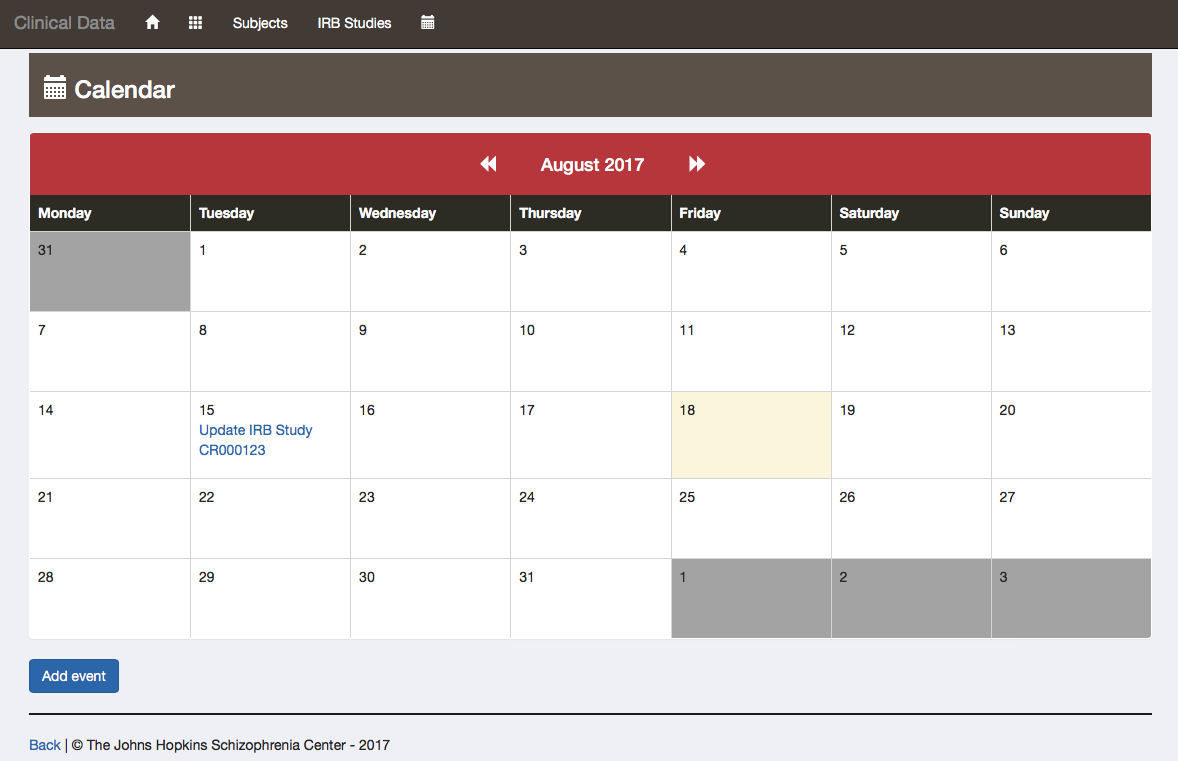 Clinical Data Subjects IRB Studies
Calendar
August 2017
Monday Tuesday Wednesday Thursday Friday Saturday Sunday
31 1 2 3 4 5 6
7 8 9 10 11 12 13
14 15 16 17 18 19 20
Update IRB Study
CR000123
21 22 23 24 25 26 27
28 29 30 31 1 2 3
Add event
Back | © The Johns Hopkins Schizophrenia Center - 2017